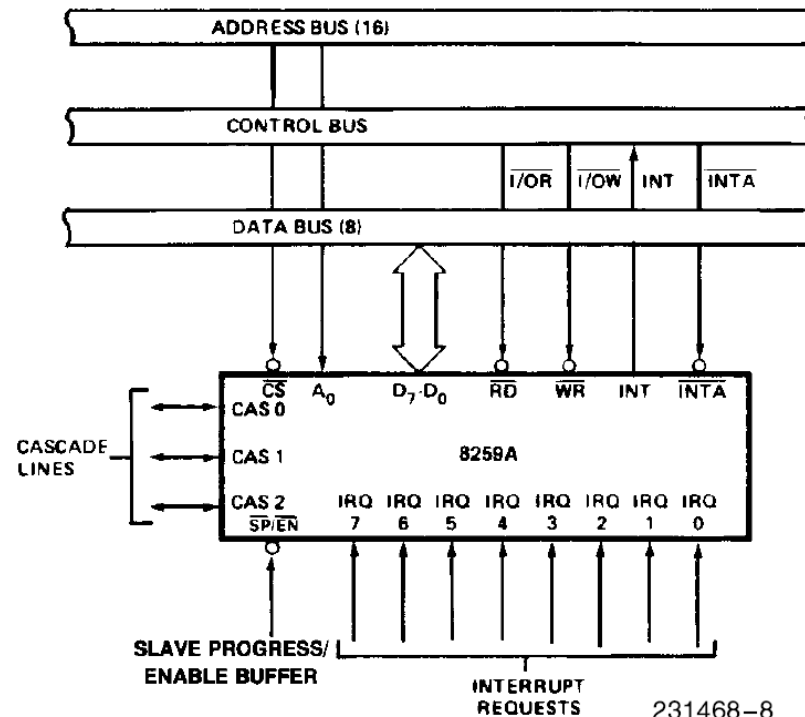 ADDRESS BUS (16)
CONTROL BUS
I/OR I/OW INT INTA
DATA BUS (8)
CS A0 D7-D0 RD WR INT INTA
CAS 0
CASCADE LINES
CAS 1
8259A
CAS 2
SP/EN
IRQ 7
IRQ 6
IRQ 5
IRQ 4
IRQ 3
IRQ 2
IRQ 1
IRQ 0
SLAVE PROGRESS/
ENABLE BUFFER
INTERRUPT
REQUESTS
231468-8